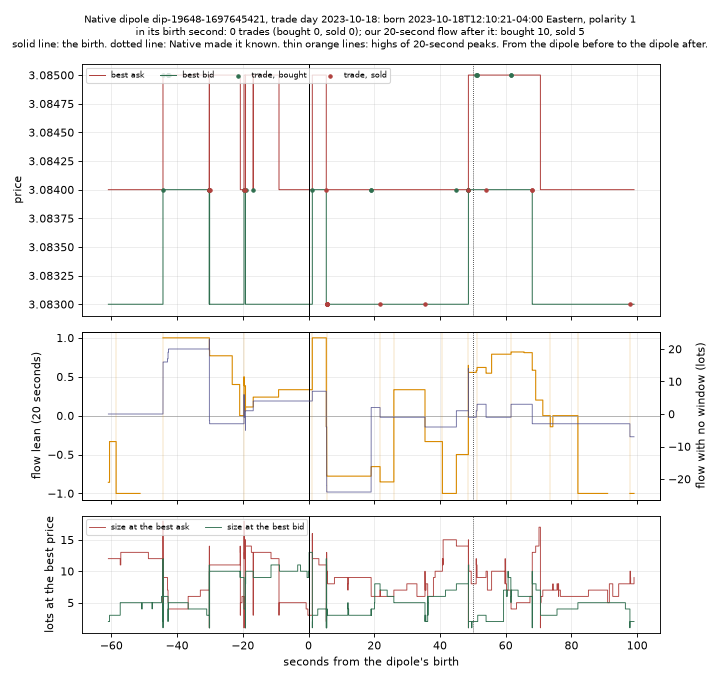 Native dipole dip-19648-1697645421, trade day 2023-10-18: born 2023-10-18T12:10:21-04:00 Eastern, polarity 1
in its birth second: 0 trades (bought 0, sold 0); our 20-second flow after it: bought 10, sold 5
solid line: the birth. dotted line: Native made it known. thin orange lines: highs of 20-second peaks. From the dipole before to the dipole after.
best ask
best bid
trade, bought
trade, sold
3.08500
3.08475
3.08450
3.08425
3.08400
3.08375
3.08350
3.08325
3.08300
price
1.0
0.5
0.0
−0.5
−1.0
flow lean (20 seconds)
20
10
0
−10
−20
flow with no window (lots)
size at the best ask
size at the best bid
15
10
5
lots at the best price
−60
−40
−20
0
20
40
60
80
100
seconds from the dipole's birth